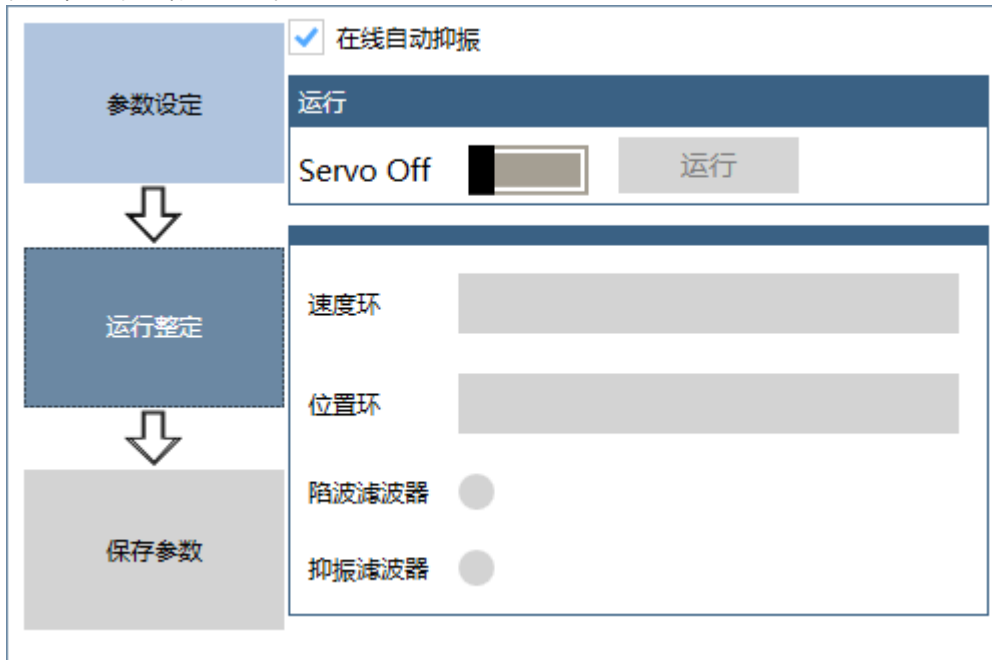 在线自动抑振
参数设定
运行
Servo Off
运行
运行整定
速度环
位置环
陷波滤波器
保存参数
抑振滤波器